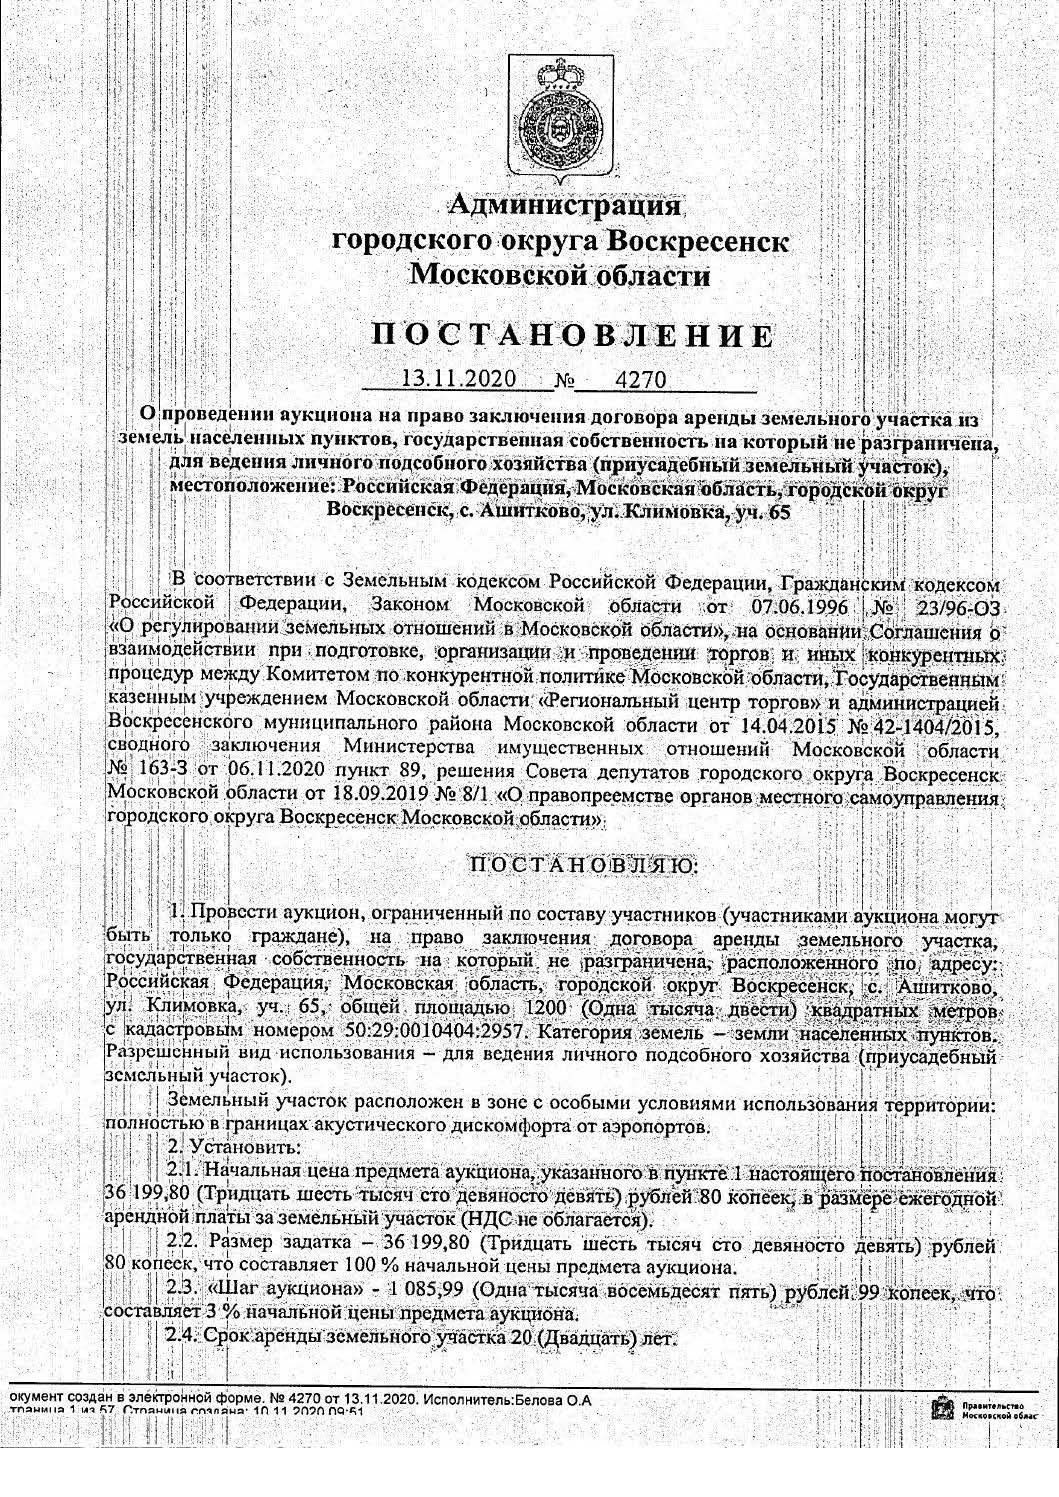 Администрация
городского округа Воскресенск
Московской области
ПОСТАНОВЛЕНИЕ
13.11.2020 № 4270
О проведении аукциона на право заключения договора аренды земельного участка из
земель населенных пунктов, государственная собственность на который не разграничена,
для ведения личного подсобного хозяйства (приусадебный земельный участок),
местоположение: Российская Федерация, Московская область, городской округ
Воскресенск, с. Ашитково, ул. Климовка, уч. 65
В соответствии с Земельным кодексом Российской Федерации, Гражданским кодексом
Российской Федерации, Законом Московской области от 07.06.1996 № 23/96-ОЗ
«О регулировании земельных отношений в Московской области», на основании Соглашения о
взаимодействии при подготовке, организации и проведении торгов и иных конкурентных
процедур между Комитетом по конкурентной политике Московской области, Государственным
казенным учреждением Московской области «Региональный центр торгов» и администрацией
Воскресенского муниципального района Московской области от 14.04.2015 № 42-1404/2015,
сводного заключения Министерства имущественных отношений Московской области
№ 163-З от 06.11.2020 пункт 89, решения Совета депутатов городского округа Воскресенск
Московской области от 18.09.2019 № 8/1 «О правопреемстве органов местного самоуправления
городского округа Воскресенск Московской области»
ПОСТАНОВЛЯЮ:
1. Провести аукцион, ограниченный по составу участников (участниками аукциона могут
быть только граждане), на право заключения договора аренды земельного участка,
государственная собственность на который не разграничена, расположенного по адресу:
Российская Федерация, Московская область, городской округ Воскресенск, с. Ашитково,
ул. Климовка, уч. 65, общей площадью 1200 (Одна тысяча двести) квадратных метров
с кадастровым номером 50:29:0010404:2957. Категория земель – земли населенных пунктов.
Разрешенный вид использования – для ведения личного подсобного хозяйства (приусадебный
земельный участок).
Земельный участок расположен в зоне с особыми условиями использования территории:
полностью в границах акустического дискомфорта от аэропортов.
2. Установить:
2.1. Начальная цена предмета аукциона, указанного в пункте 1 настоящего постановления
36 199,80 (Тридцать шесть тысяч сто девяносто девять) рублей 80 копеек, в размере ежегодной
арендной платы за земельный участок (НДС не облагается).
2.2. Размер задатка – 36 199,80 (Тридцать шесть тысяч сто девяносто девять) рублей
80 копеек, что составляет 100 % начальной цены предмета аукциона.
2.3. «Шаг аукциона» - 1 085,99 (Одна тысяча восемьдесят пять) рублей 99 копеек, что
составляет 3 % начальной цены предмета аукциона.
2.4. Срок аренды земельного участка 20 (Двадцать) лет.
окумент создан в электронной форме. № 4270 от 13.11.2020. Исполнитель:Белова О.А
траница 1 из 57. Страница создана: 10.11.2020 09:51
Правительство
Московской облас